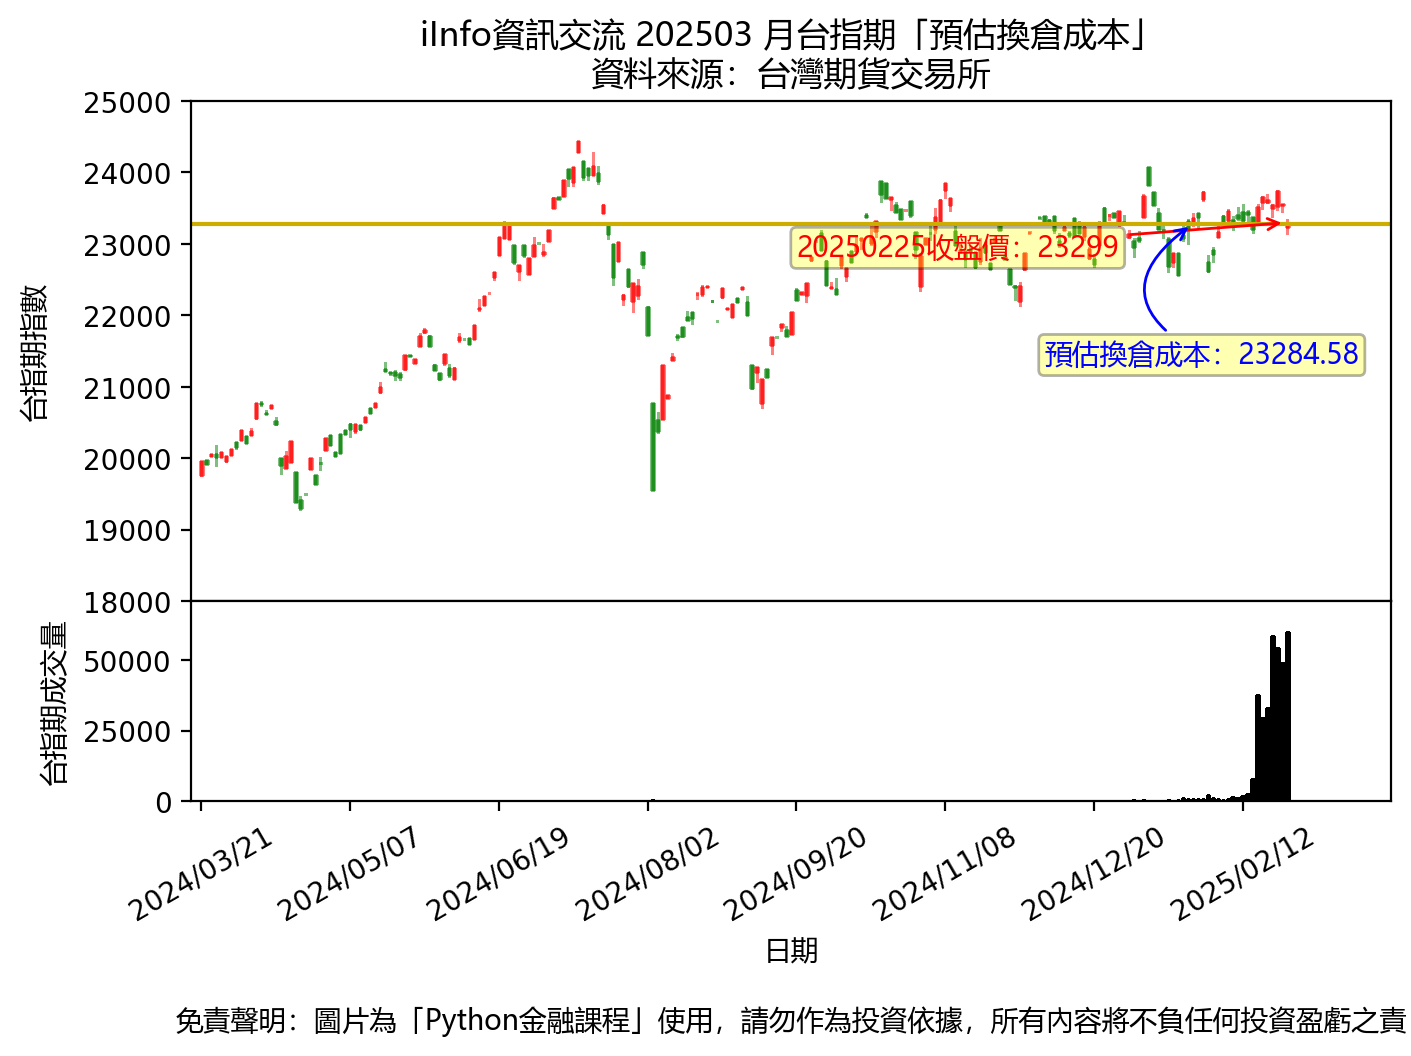 iInfo資訊交流 202503 月台指期「預估換倉成本」
資料來源：台灣期貨交易所
25000
24000
23000
22000
21000
20000
19000
18000
台指期指數
20250225收盤價：23299
預估換倉成本：23284.58
50000
25000
0
台指期成交量
2024/03/21
2024/05/07
2024/06/19
2024/08/02
2024/09/20
2024/11/08
2024/12/20
2025/02/12
日期
免責聲明：圖片為「Python金融課程」使用，請勿作為投資依據，所有內容將不負任何投資盈虧之責